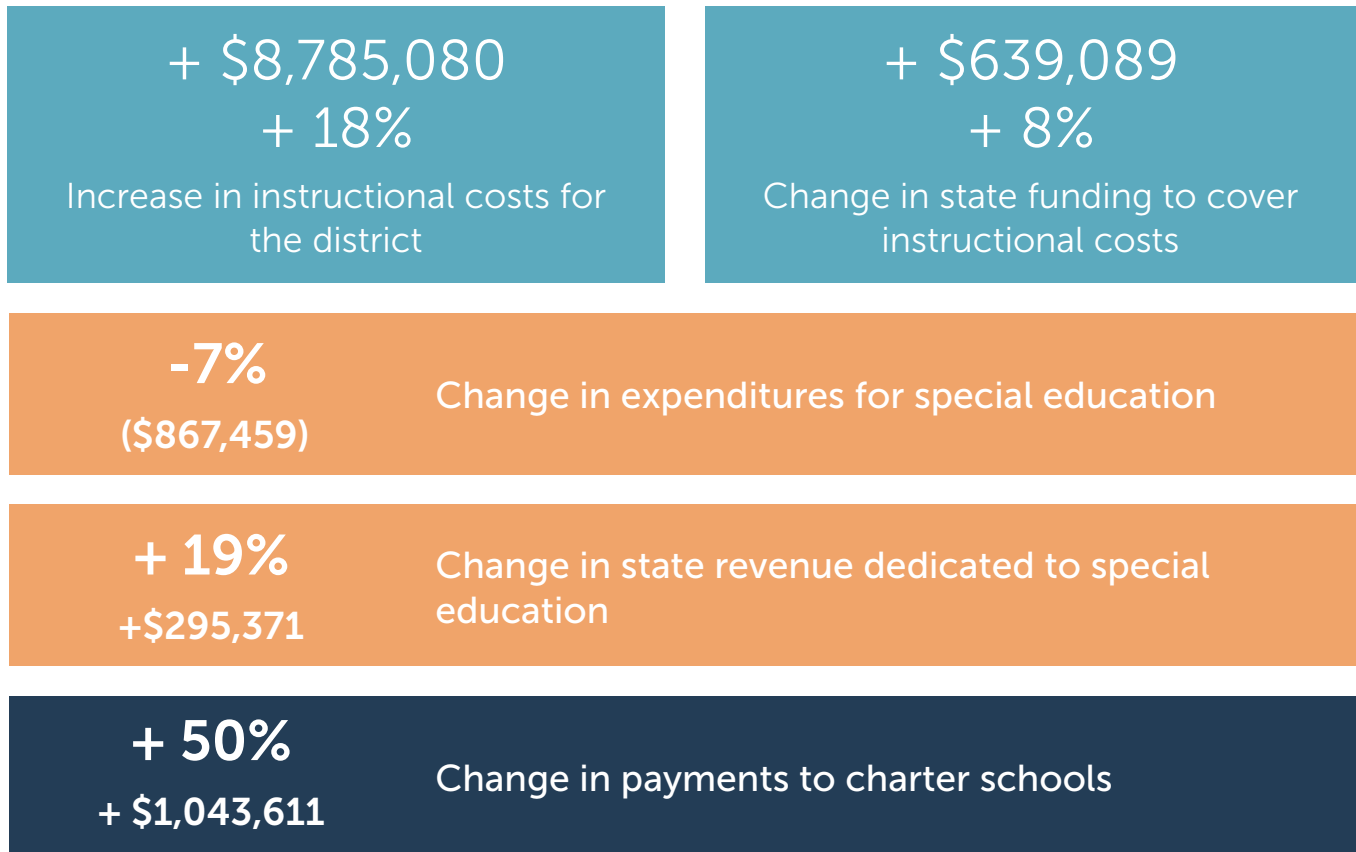 + $8,785,080
+ 18%
Increase in instructional costs for
the district
+ $639,089
+ 8%
Change in state funding to cover
instructional costs
-7%
($867,459)
Change in expenditures for special education
+ 19%
+$295,371
Change in state revenue dedicated to special
education
+ 50%
+ $1,043,611
Change in payments to charter schools